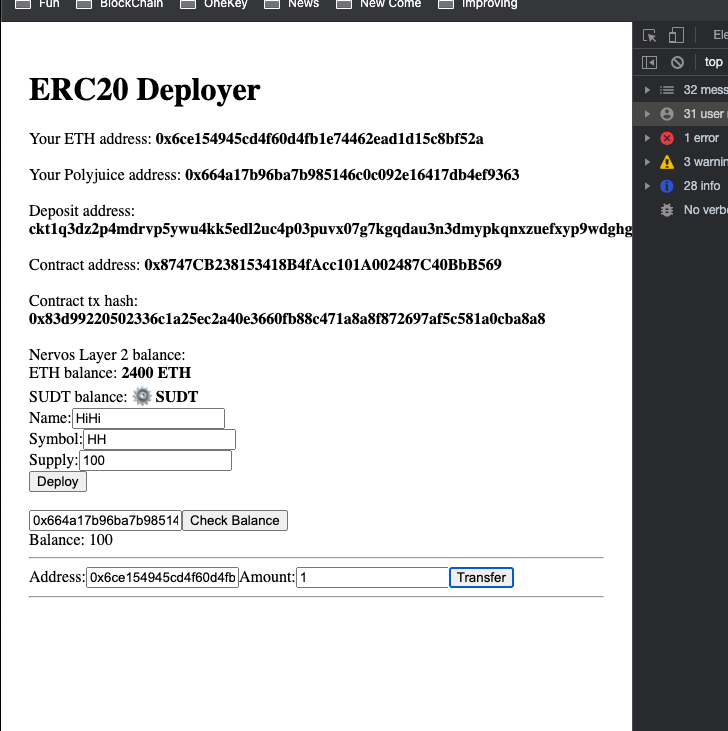 Fun BlockChain OneKey News New Come Improving
ERC20 Deployer
Your ETH address: 0x6ce154945cd4f60d4fb1e74462ead1d15c8bf52a
Your Polyjuice address: 0x664a17b96ba7b985146c0c092e16417db4ef9363
Deposit address:
ckt1q3dz2p4mdrvp5ywu4kk5edl2uc4p03puvx07g7kgqdau3n3dmypkqnxzuefxyp9wdghg
Contract address: 0x8747CB238153418B4fAcc101A002487C40BbB569
Contract tx hash:
0x83d99220502336c1a25ec2a40e3660fb88c471a8a8f872697af5c581a0cba8a8
Nervos Layer 2 balance:
ETH balance: 2400 ETH
SUDT balance: SUDT
Name: HiHi
Symbol: HH
Supply: 100
Deploy
0x664a17b96ba7b98514 Check Balance
Balance: 100
Address: 0x6ce154945cd4f60d4fb Amount: 1 Transfer
Ele
top
32 mess
31 user
1 error
3 warnin
28 info
No verb